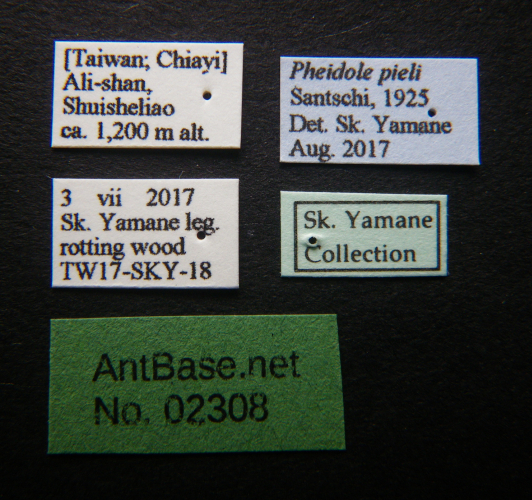 [Taiwan; Chiayi]
Ali-shan,
Shuisheliao
ca. 1,200 m alt.
Pheidole pieli
Santschi, 1925
Det. Sk. Yamane
Aug. 2017
3 vii 2017
Sk. Yamane leg.
rotting wood
TW17-SKY-18
Sk. Yamane
Collection
AntBase.net
No. 02308